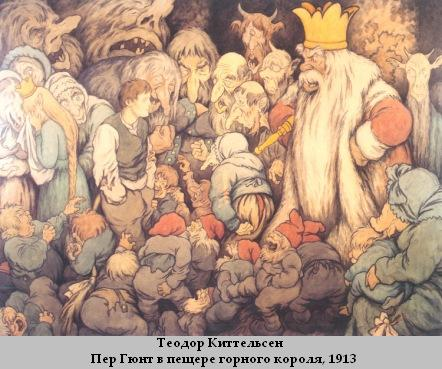 Теодор Киттельсен
Пер Гюнт в пещере горного короля, 1913